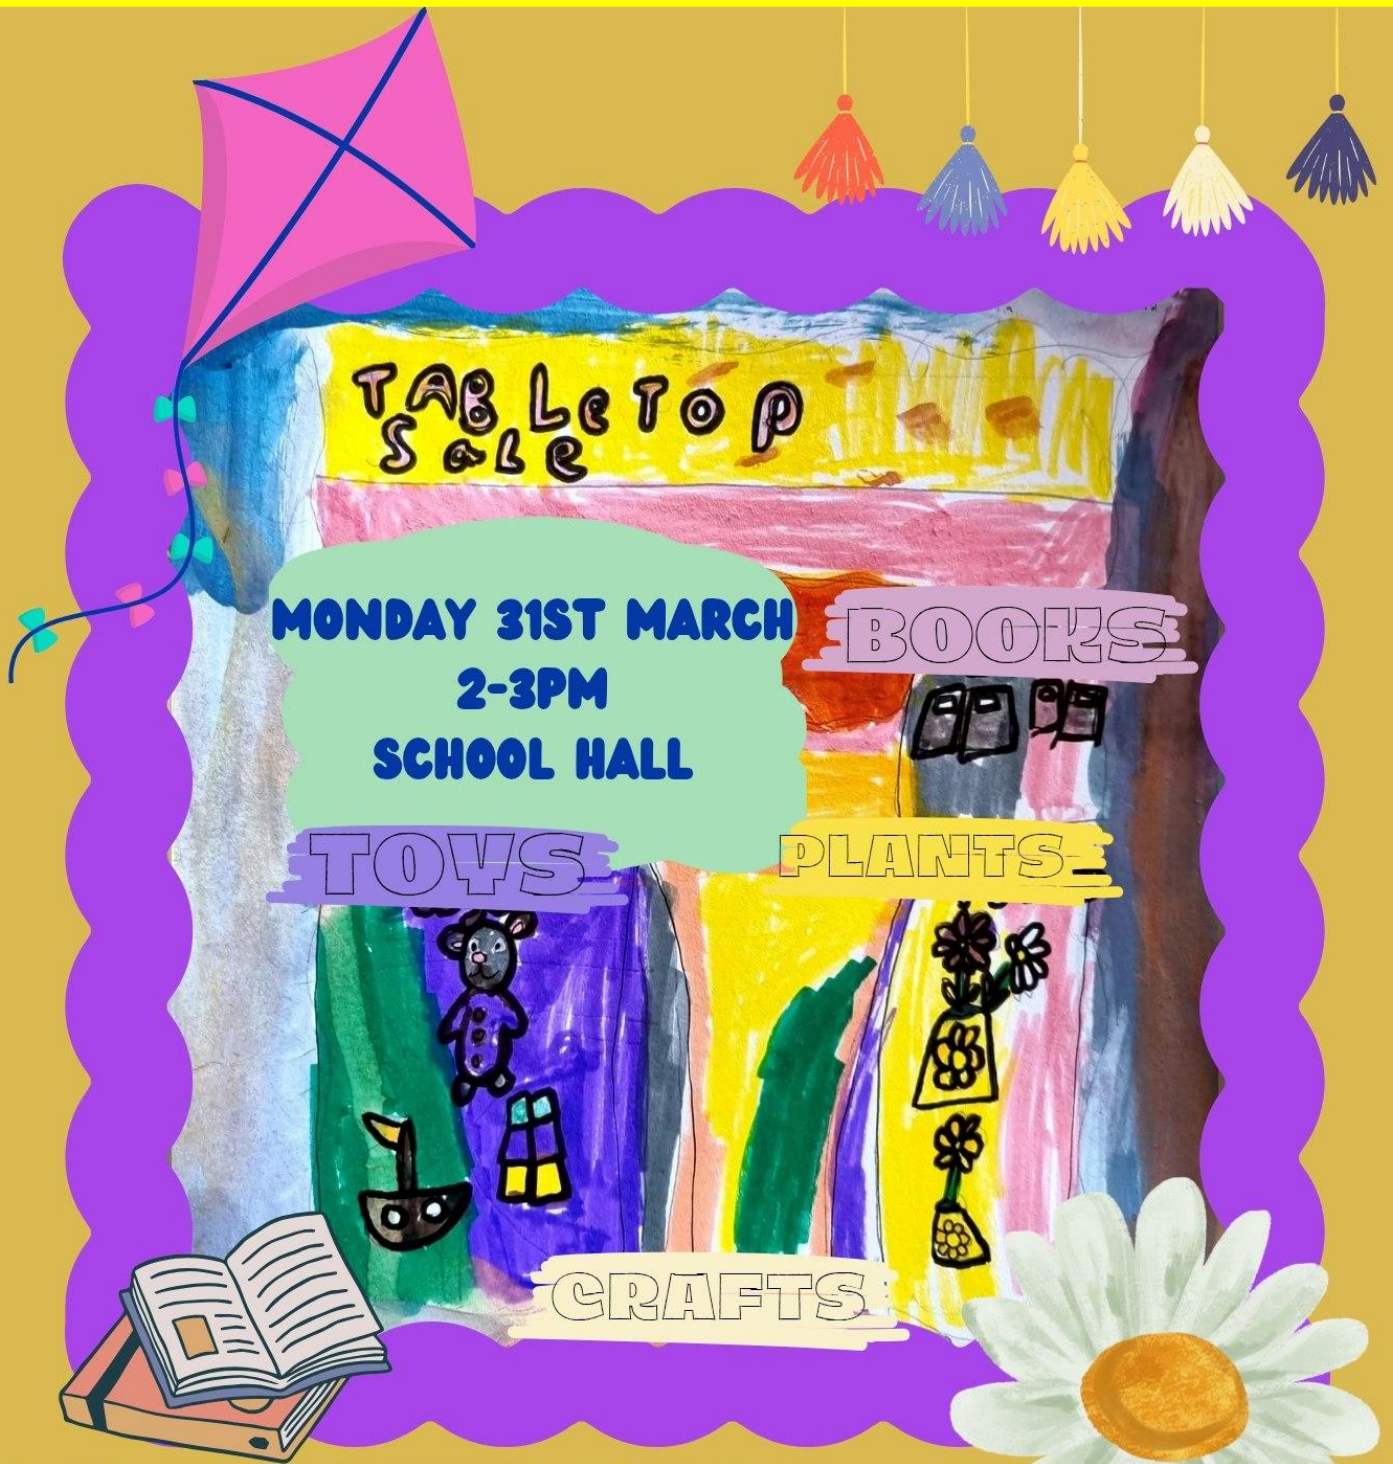 TABLeTOp
Sale
MONDAY 31ST MARCH
2-3PM
SCHOOL HALL
BOOKS
TOYS
PLANTS
CRAFTS